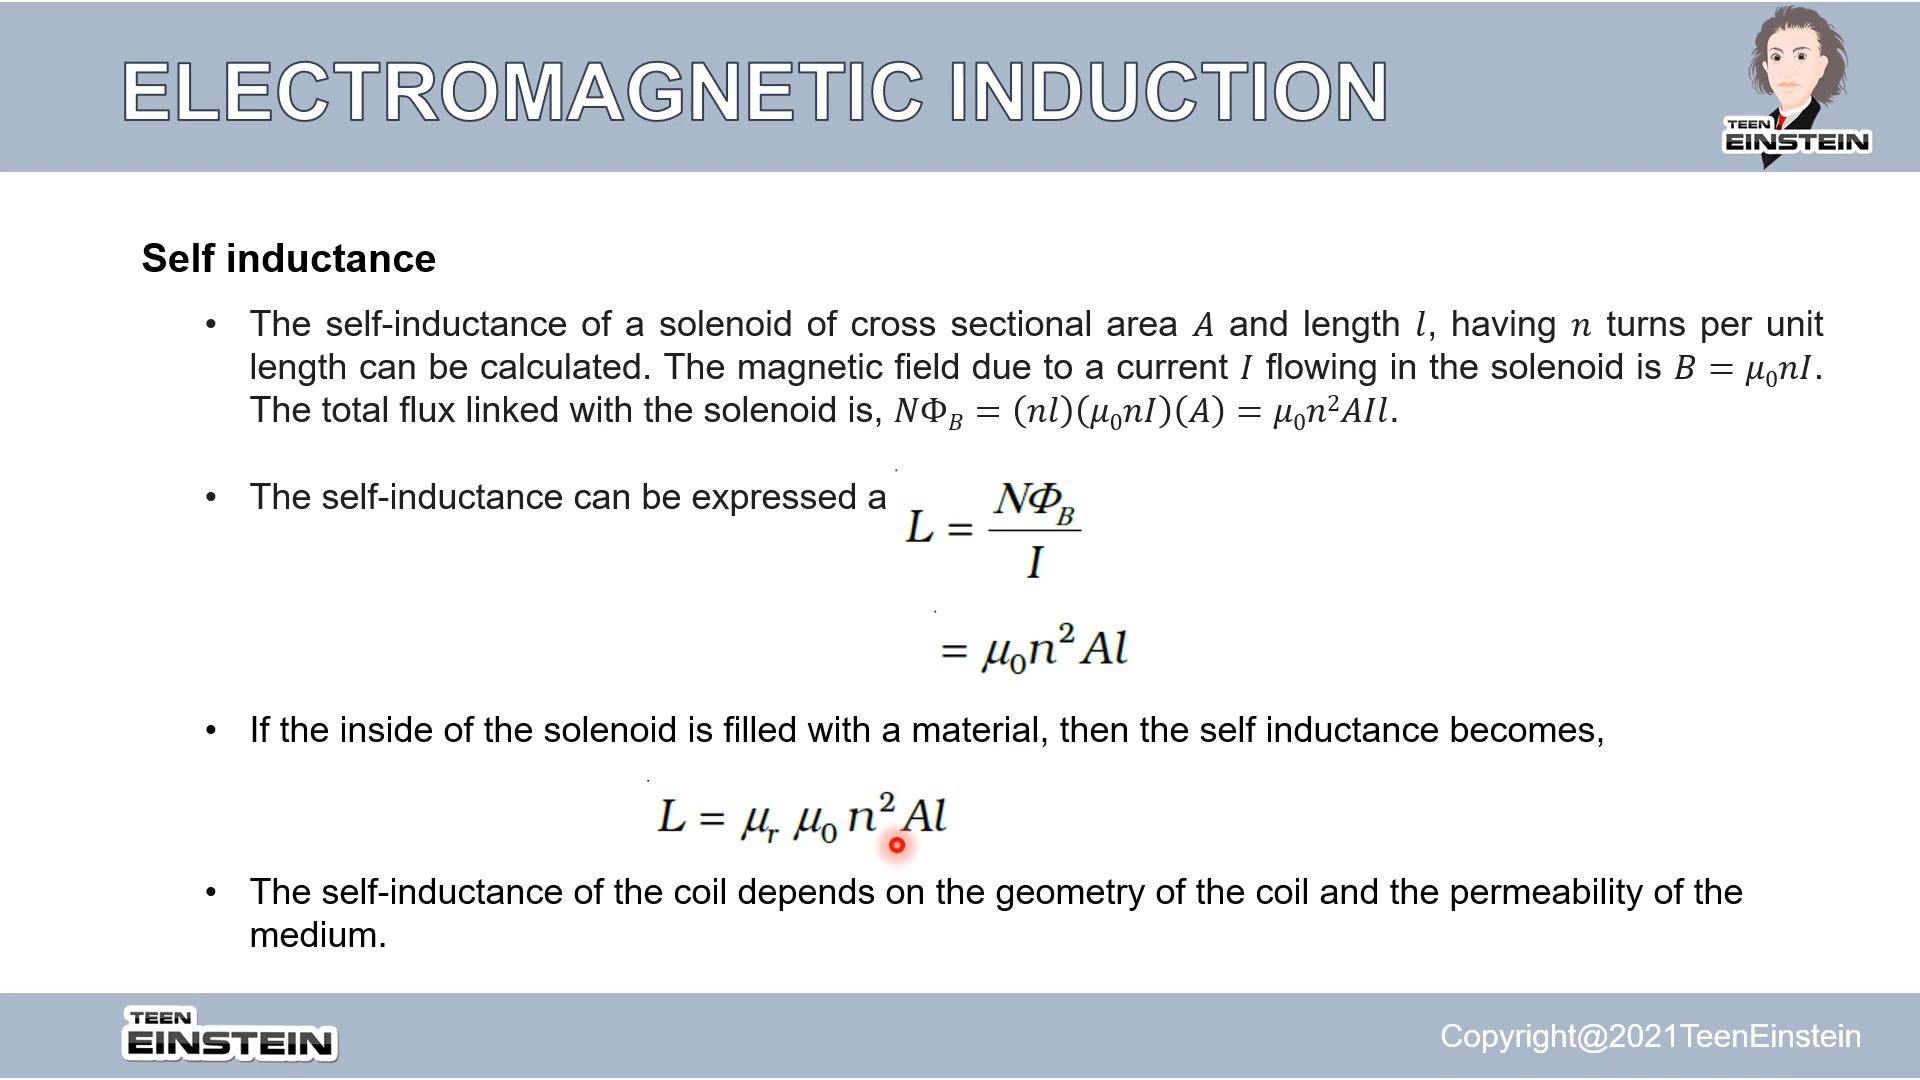 ELECTROMAGNETIC INDUCTION
TEEN
EINSTEIN
Self inductance
• The self-inductance of a solenoid of cross sectional area A and length l, having n turns per unit
length can be calculated. The magnetic field due to a current I flowing in the solenoid is B = μ₀nI.
The total flux linked with the solenoid is, NΦ_B = (nl)(μ₀nI)(A) = μ₀n²AIl.
• The self-inductance can be expressed a
L = NΦ_B / I
= μ₀n²Al
• If the inside of the solenoid is filled with a material, then the self inductance becomes,
L = μᵣ μ₀ n²Al
• The self-inductance of the coil depends on the geometry of the coil and the permeability of the
medium.
TEEN
EINSTEIN
Copyright@2021TeenEinstein